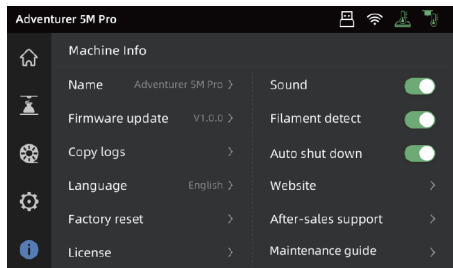 Adventurer 5M Pro
Machine Info
Name Adventurer 5M Pro >
Firmware update V1.0.0 >
Copy logs >
Language English >
Factory reset >
License >
Sound
Filament detect
Auto shut down
Website >
After-sales support >
Maintenance guide >